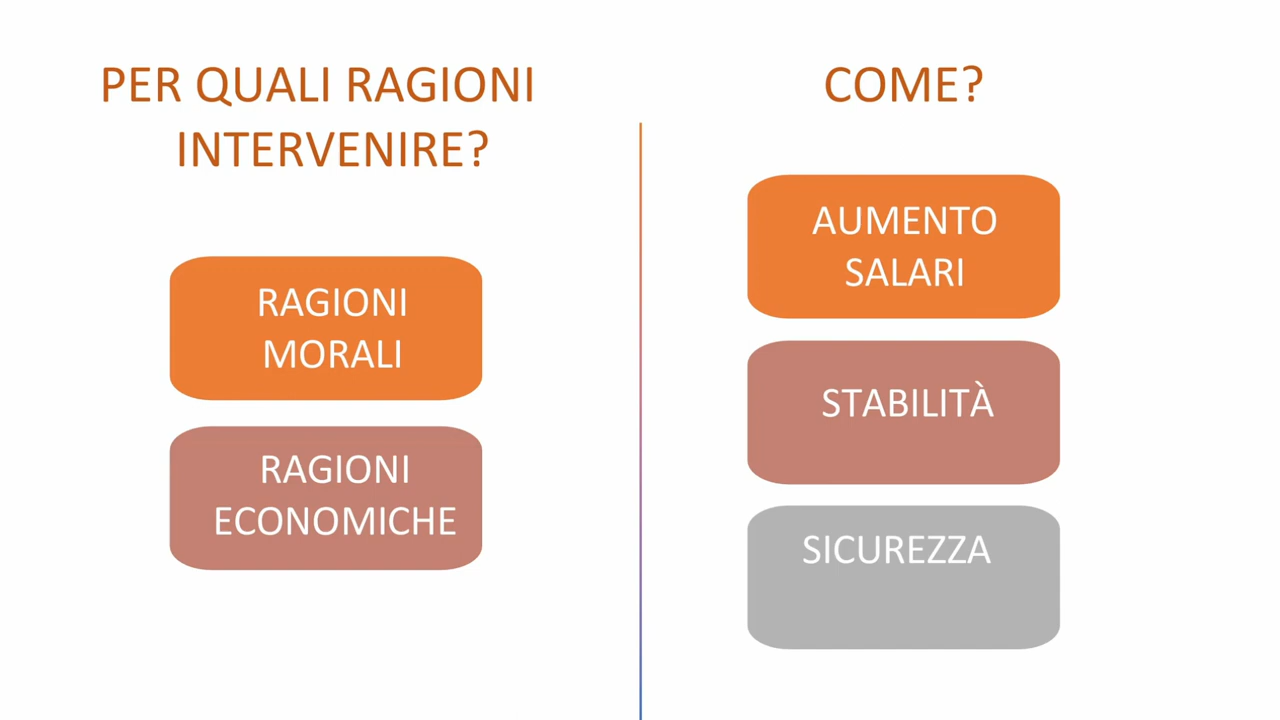 PER QUALI RAGIONI
INTERVENIRE?
RAGIONI
MORALI
RAGIONI
ECONOMICHE
COME?
AUMENTO
SALARI
STABILITÀ
SICUREZZA